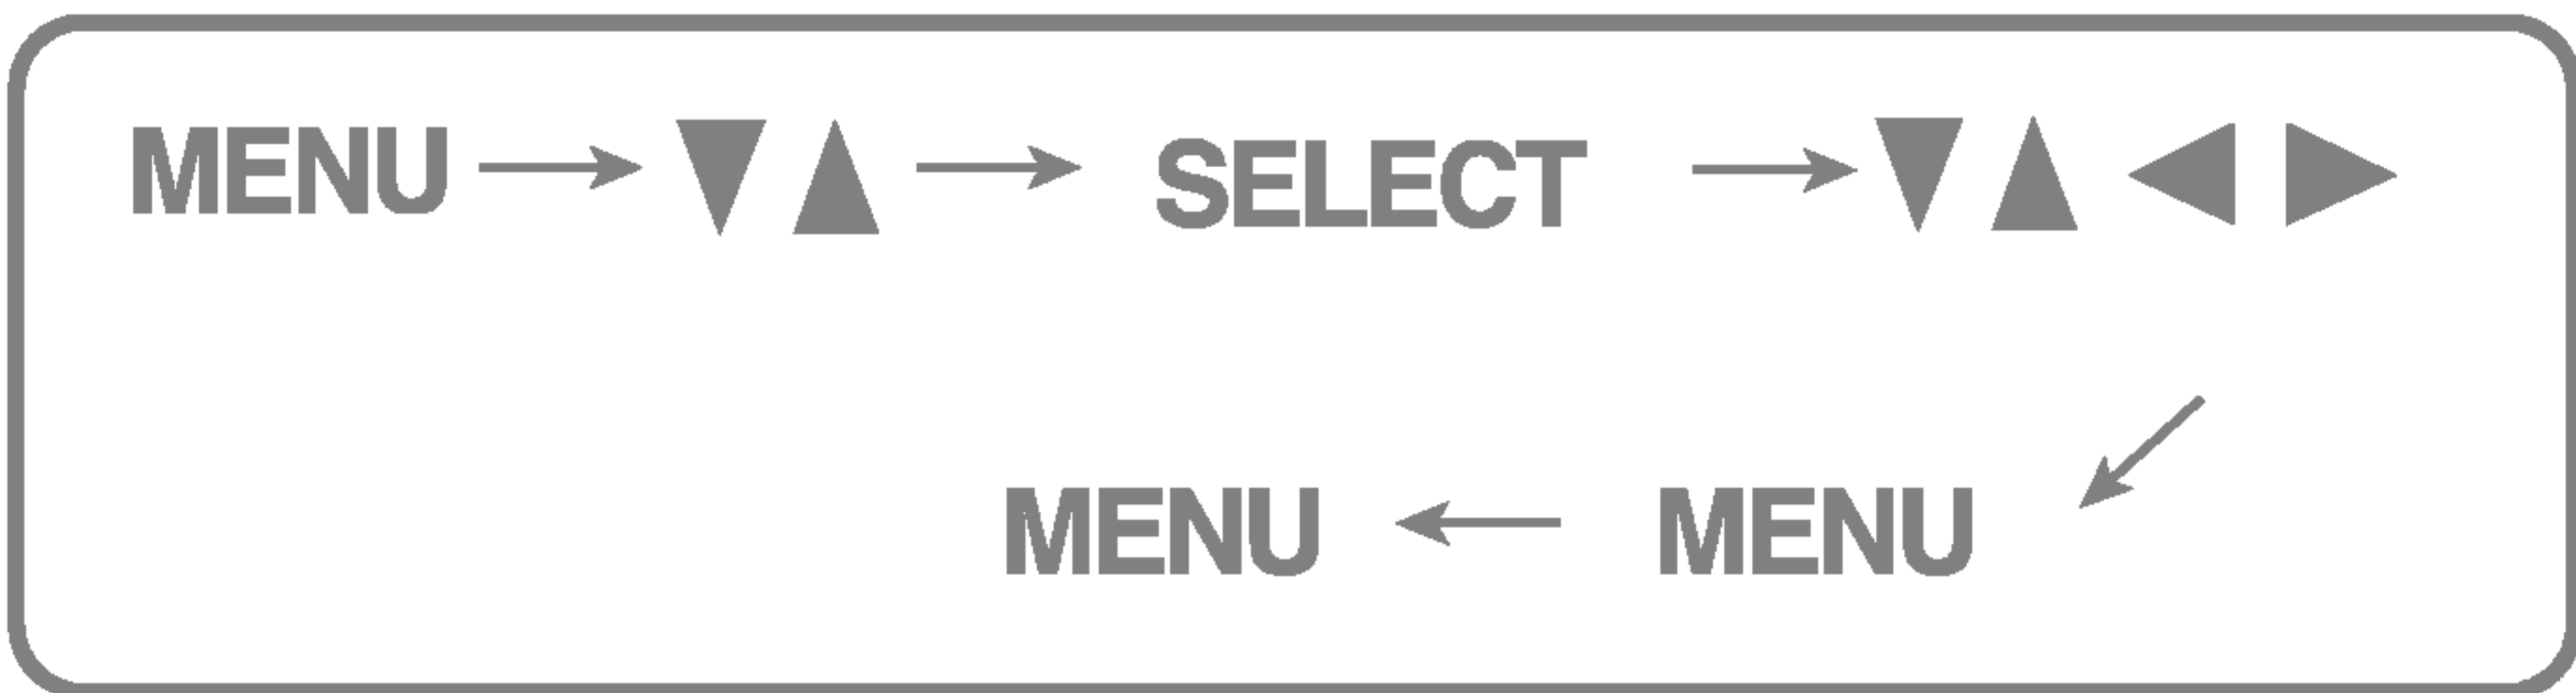 MENU → ▼▲ → SELECT → ▼▲◀▶
MENU ← MENU